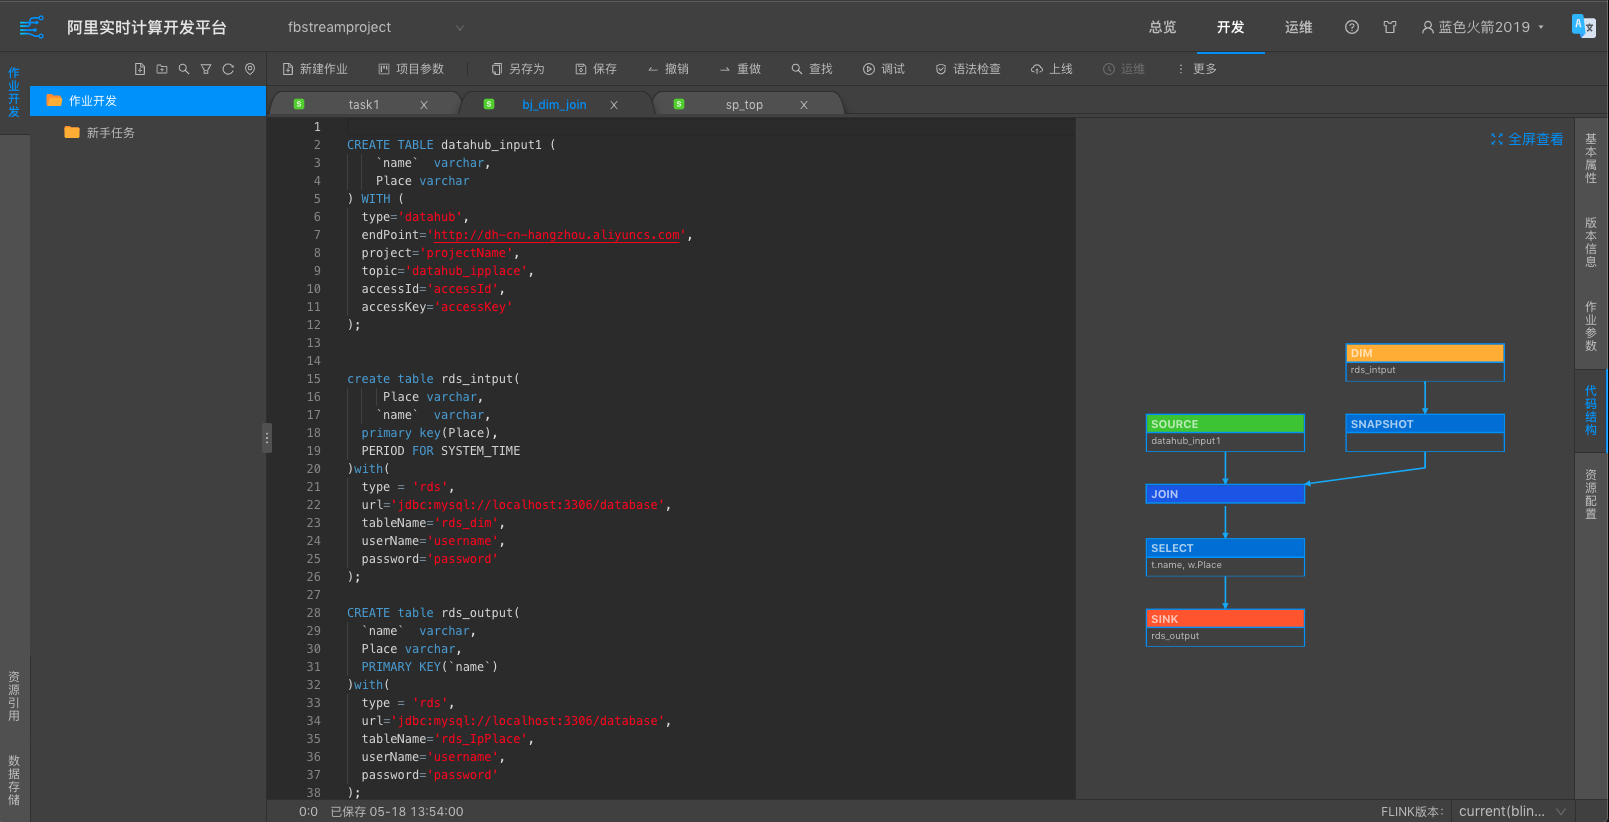 阿里实时计算开发平台
fbstreamproject
总览
开发
运维
蓝色火箭2019
A 文
作业开发
新建作业
项目参数
另存为
保存
撤销
重做
查找
调试
语法检查
上线
运维
更多
作业开发
新手任务
S task1 X
S bj_dim_join X
S sp_top X
1
2 CREATE TABLE datahub_input1 (
3 `name`  varchar,
4 Place varchar
5 ) WITH (
6 type='datahub',
7 endPoint='http://dh-cn-hangzhou.aliyuncs.com',
8 project='projectName',
9 topic='datahub_ipplace',
10 accessId='accessId',
11 accessKey='accessKey'
12 );
13
14
15 create table rds_intput(
16 Place varchar,
17 `name`  varchar,
18 primary key(Place),
19 PERIOD FOR SYSTEM_TIME
20 )with(
21 type = 'rds',
22 url='jdbc:mysql://localhost:3306/database',
23 tableName='rds_dim',
24 userName='username',
25 password='password'
26 );
27
28 CREATE table rds_output(
29 `name`  varchar,
30 Place varchar,
31 PRIMARY KEY(`name`)
32 )with(
33 type = 'rds',
34 url='jdbc:mysql://localhost:3306/database',
35 tableName='rds_IpPlace',
36 userName='username',
37 password='password'
38 );
全屏查看
DIM
rds_intput
SOURCE
datahub_input1
SNAPSHOT
JOIN
SELECT
t.name, w.Place
SINK
rds_output
基本属性
版本信息
作业参数
代码结构
资源配置
资源引用
数据存储
0:0 已保存 05-18 13:54:00
FLINK版本: current(blin...